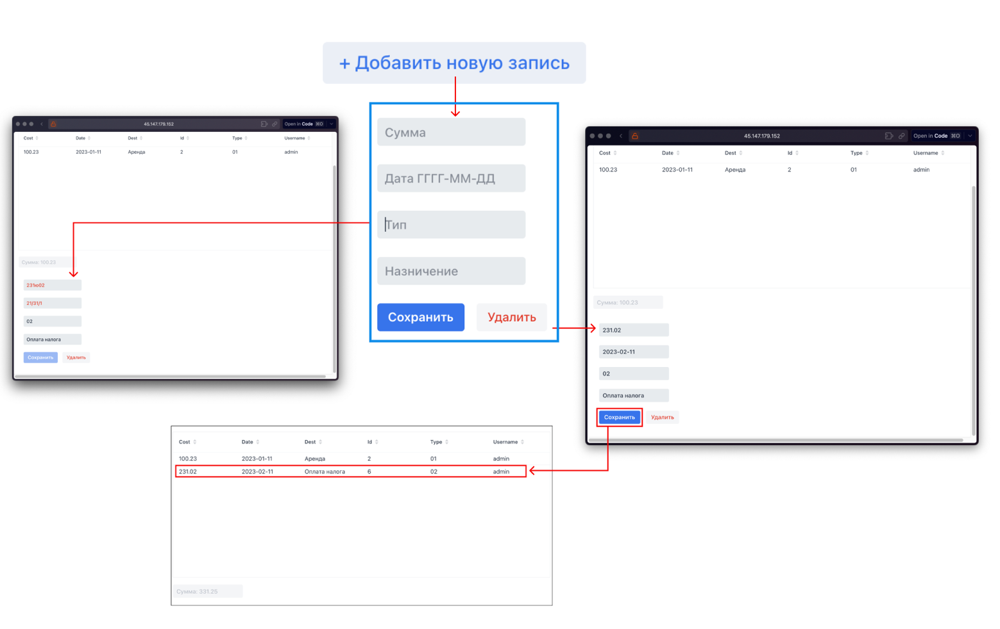 + Добавить новую запись
45.147.179.152
Open in Code ⌘O
Cost Date Dest Id Type Username
100.23 2023-01-11 Аренда 2 01 admin
Сумма: 100.23
231ю02
21/31/1
02
Оплата налога
Сохранить Удалить
Сумма
Дата ГГГГ-ММ-ДД
Тип
Назничение
Сохранить Удалить
45.147.179.152
Open in Code ⌘O
Cost Date Dest Id Type Username
100.23 2023-01-11 Аренда 2 01 admin
Сумма: 100.23
231.02
2023-02-11
02
Оплата налога
Сохранить Удалить
Cost Date Dest Id Type Username
100.23 2023-01-11 Аренда 2 01 admin
231.02 2023-02-11 Оплата налога 6 02 admin
Сумма: 331.25